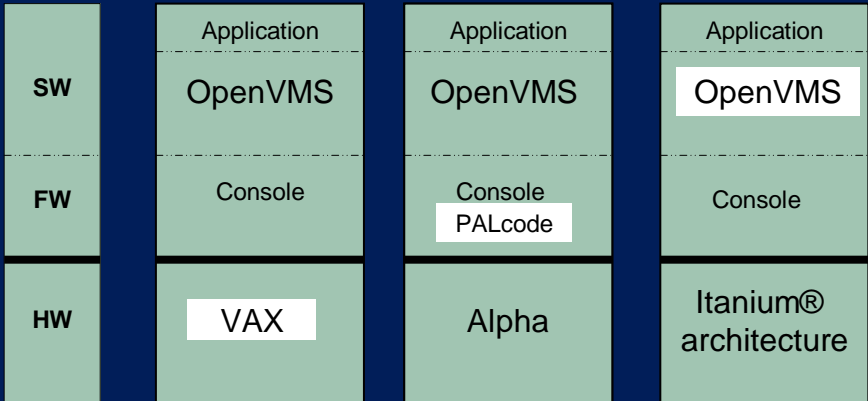 Application
Application
Application
SW
OpenVMS
OpenVMS
OpenVMS
FW
Console
Console
PALcode
Console
HW
VAX
Alpha
Itanium®
architecture